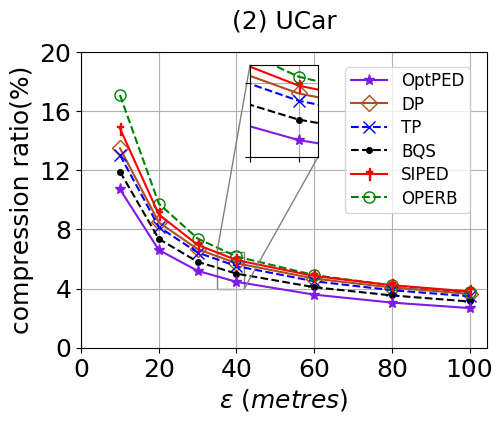 (2) UCar
compression ratio(%)
20
16
12
8
4
0
OptPED
DP
TP
BQS
SIPED
OPERB
0 20 40 60 80 100
ε (metres)